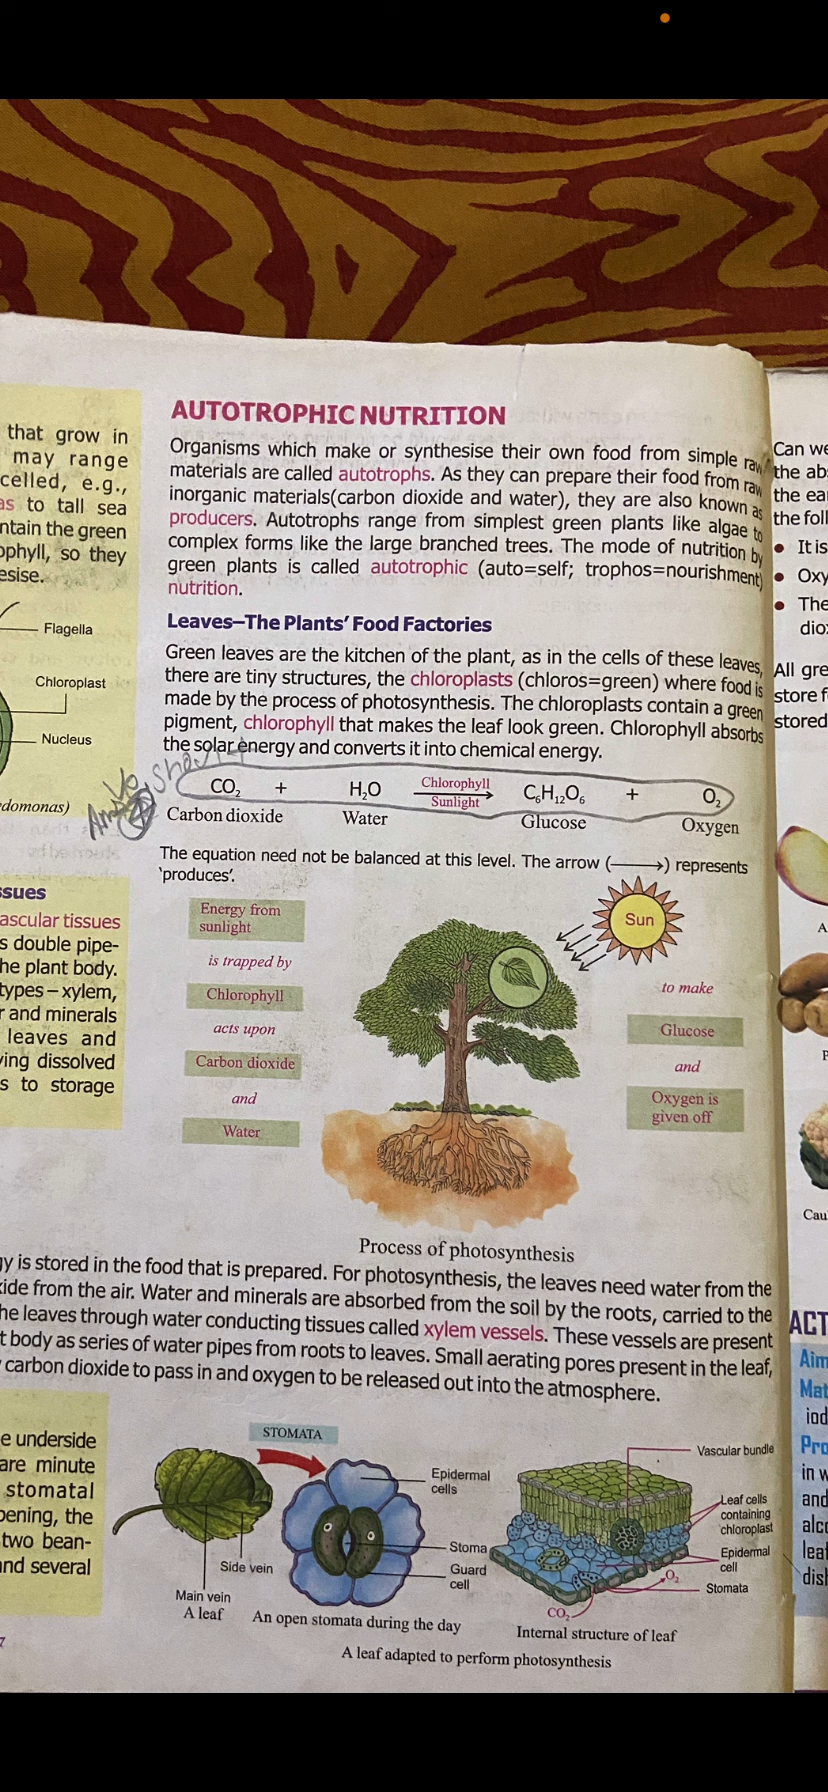 that grow in
may range
celled, e.g.,
as to tall sea
ntain the green
ophyll, so they
esise.
Flagella
Chloroplast
Nucleus
domonas)
ssues
ascular tissues
s double pipe-
he plant body.
types – xylem,
r and minerals
leaves and
ying dissolved
s to storage
AUTOTROPHIC NUTRITION
Organisms which make or synthesise their own food from simple raw
materials are called autotrophs. As they can prepare their food from raw
inorganic materials(carbon dioxide and water), they are also known as
producers. Autotrophs range from simplest green plants like algae to
complex forms like the large branched trees. The mode of nutrition by
green plants is called autotrophic (auto=self; trophos=nourishment)
nutrition.
Leaves–The Plants' Food Factories
Green leaves are the kitchen of the plant, as in the cells of these leaves,
there are tiny structures, the chloroplasts (chloros=green) where food is
made by the process of photosynthesis. The chloroplasts contain a green
pigment, chlorophyll that makes the leaf look green. Chlorophyll absorbs
the solar energy and converts it into chemical energy.
CO₂ + H₂O Chlorophyll Sunlight → C₆H₁₂O₆ + O₂
Carbon dioxide Water Glucose Oxygen
The equation need not be balanced at this level. The arrow (⟶) represents
'produces'.
Energy from
sunlight
is trapped by
Chlorophyll
acts upon
Carbon dioxide
and
Water
Sun
to make
Glucose
and
Oxygen is
given off
Process of photosynthesis
gy is stored in the food that is prepared. For photosynthesis, the leaves need water from the
xide from the air. Water and minerals are absorbed from the soil by the roots, carried to the
he leaves through water conducting tissues called xylem vessels. These vessels are present
t body as series of water pipes from roots to leaves. Small aerating pores present in the leaf,
carbon dioxide to pass in and oxygen to be released out into the atmosphere.
e underside
are minute
stomatal
pening, the
two bean-
and several
7
STOMATA
Side vein
Main vein
A leaf
Epidermal
cells
Stoma
Guard
cell
An open stomata during the day
Vascular bundle
Leaf cells
containing
chloroplast
Epidermal
cell
O₂
Stomata
CO₂
Internal structure of leaf
A leaf adapted to perform photosynthesis
Can we
the ab
the ea
the foll
• It is
• Oxy
• The
dio
All gre
store f
stored
A
P
Cau
ACT
Aim
Mat
iod
Pro
in w
and
alco
leaf
dish